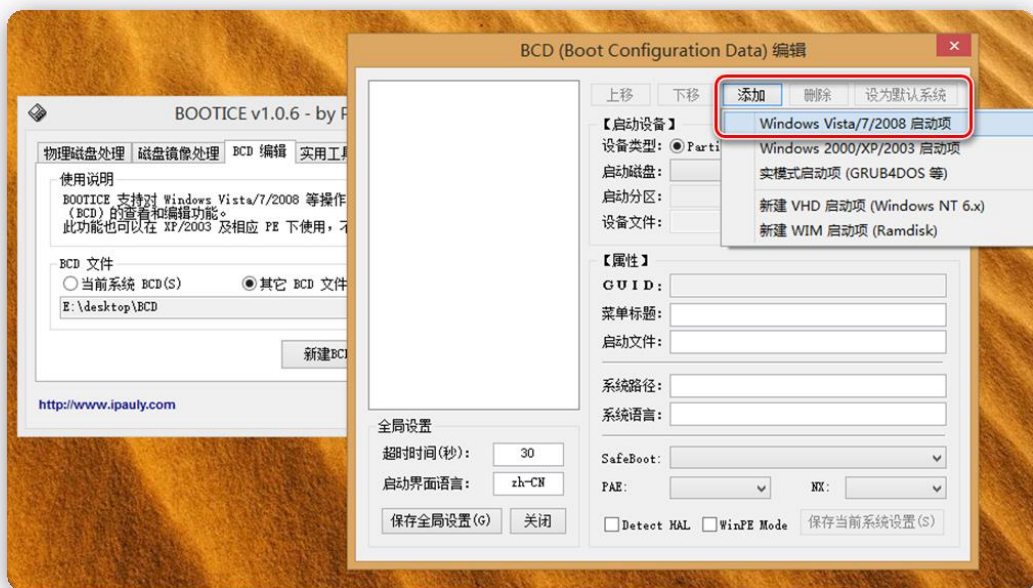 BCD (Boot Configuration Data) 编辑
上移 下移 添加 删除 设为默认系统
Windows Vista/7/2008 启动项
Windows 2000/XP/2003 启动项
实模式启动项 (GRUB4DOS 等)
新建 VHD 启动项 (Windows NT 6.x)
新建 WIM 启动项 (Ramdisk)
【启动设备】
设备类型: Parti
启动磁盘:
启动分区:
设备文件:
【属性】
GUID:
菜单标题:
启动文件:
系统路径:
系统语言:
SafeBoot:
PAE: NX:
Detect HAL WinPE Mode 保存当前系统设置(S)
全局设置
超时时间(秒): 30
启动界面语言: zh-CN
保存全局设置(G) 关闭
BOOTICE v1.0.6 - by P
物理磁盘处理 磁盘镜像处理 BCD 编辑 实用工具
使用说明
BOOTICE 支持对 Windows Vista/7/2008 等操作
(BCD) 的查看和编辑功能。
此功能也可以在 XP/2003 及相应 PE 下使用,
BCD 文件
当前系统 BCD(S) 其它 BCD 文件
E:\desktop\BCD
新建BC
http://www.ipauly.com